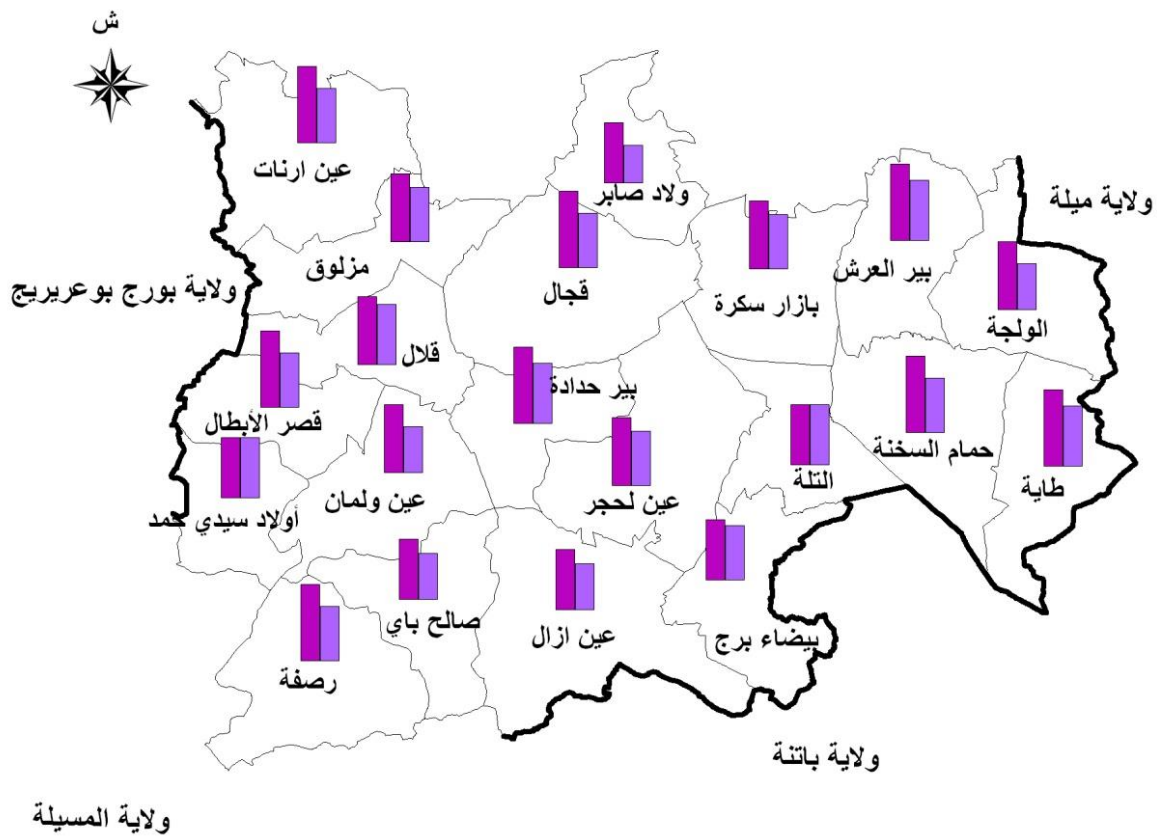 ش
عين ارنات
ولاد صابر
ولاية ميلة
مزلوق
قجال
بازار سكرة
بير العرش
الولجة
ولاية بورج بوعريريج
قلال
بير حدادة
قصر الأبطال
حمام السخنة
التلة
طاية
عين ولمان
عين لحجر
أولاد سيدي حمد
صالح باي
عين ازال
بيضاء برج
رصفة
ولاية باتنة
ولاية المسيلة